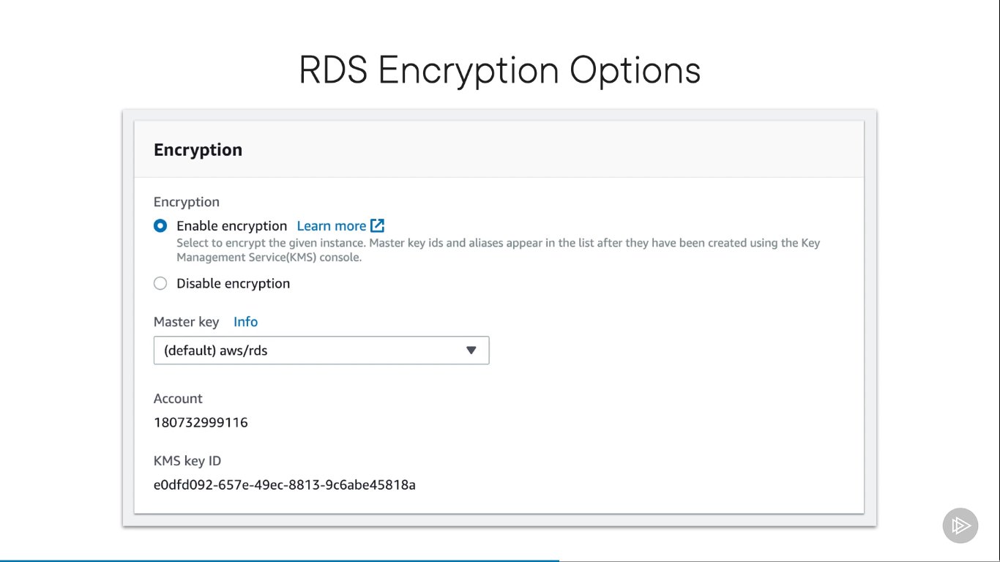 RDS Encryption Options
Encryption
Encryption
Enable encryption Learn more
Select to encrypt the given instance. Master key ids and aliases appear in the list after they have been created using the Key
Management Service(KMS) console.
Disable encryption
Master key Info
(default) aws/rds
Account
180732999116
KMS key ID
e0dfd092-657e-49ec-8813-9c6abe45818a